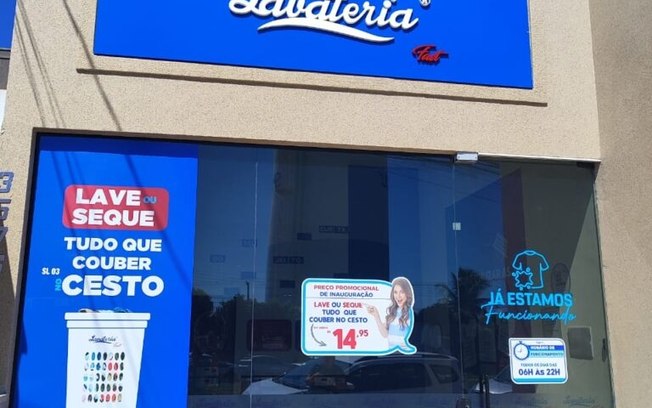 Lavateria ®
Fast
LAVE OU
SEQUE
TUDO QUE
COUBER
SL 03
NO CESTO
Lavateria
PREÇO PROMOCIONAL
DE INAUGURAÇÃO
LAVE OU SEQUE
TUDO QUE
COUBER NO CESTO
R$ 14,95
JÁ ESTAMOS
Funcionando
HORÁRIO DE
FUNCIONAMENTO
TODOS OS DIAS DAS
06H ÀS 22H